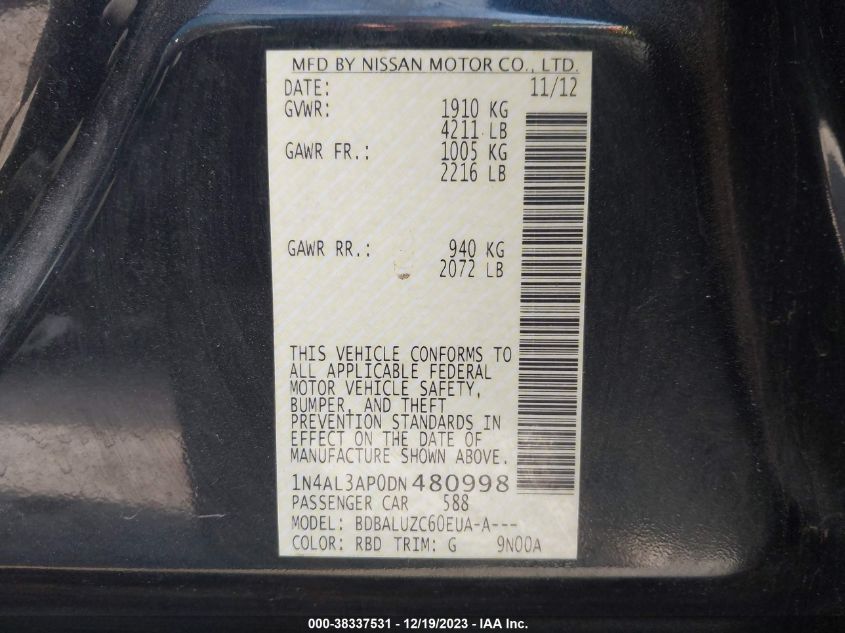 MFD BY NISSAN MOTOR CO., LTD.
DATE: 11/12
GVWR: 1910 KG
4211 LB
GAWR FR.: 1005 KG
2216 LB
GAWR RR.: 940 KG
2072 LB
THIS VEHICLE CONFORMS TO
ALL APPLICABLE FEDERAL
MOTOR VEHICLE SAFETY,
BUMPER, AND THEFT
PREVENTION STANDARDS IN
EFFECT ON THE DATE OF
MANUFACTURE SHOWN ABOVE.
1N4AL3AP0DN480998
PASSENGER CAR 588
MODEL: BDBALUZC60EUA-A---
COLOR: RBD TRIM: G 9N00A
000-38337531 - 12/19/2023 - IAA Inc.